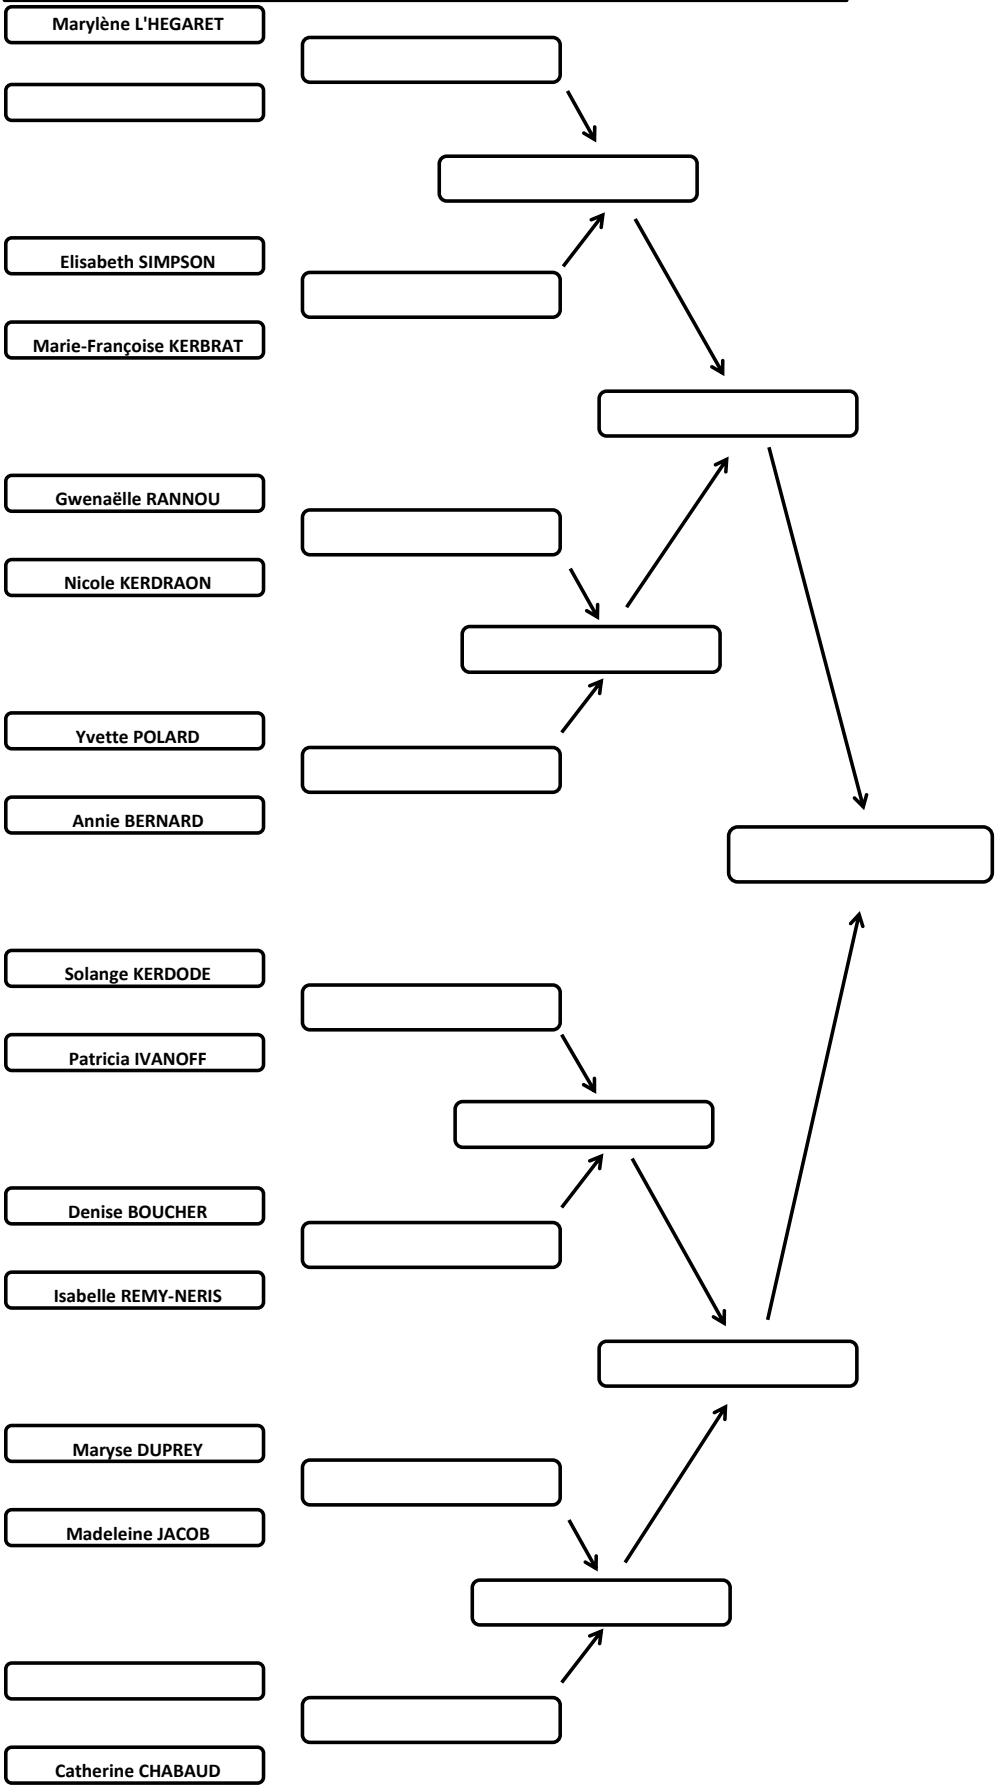 Marylène L'HEGARET
Elisabeth SIMPSON
Marie-Françoise KERBRAT
Gwenaëlle RANNOU
Nicole KERDRAON
Yvette POLARD
Annie BERNARD
Solange KERDODE
Patricia IVANOFF
Denise BOUCHER
Isabelle REMY-NERIS
Maryse DUPREY
Madeleine JACOB
Catherine CHABAUD